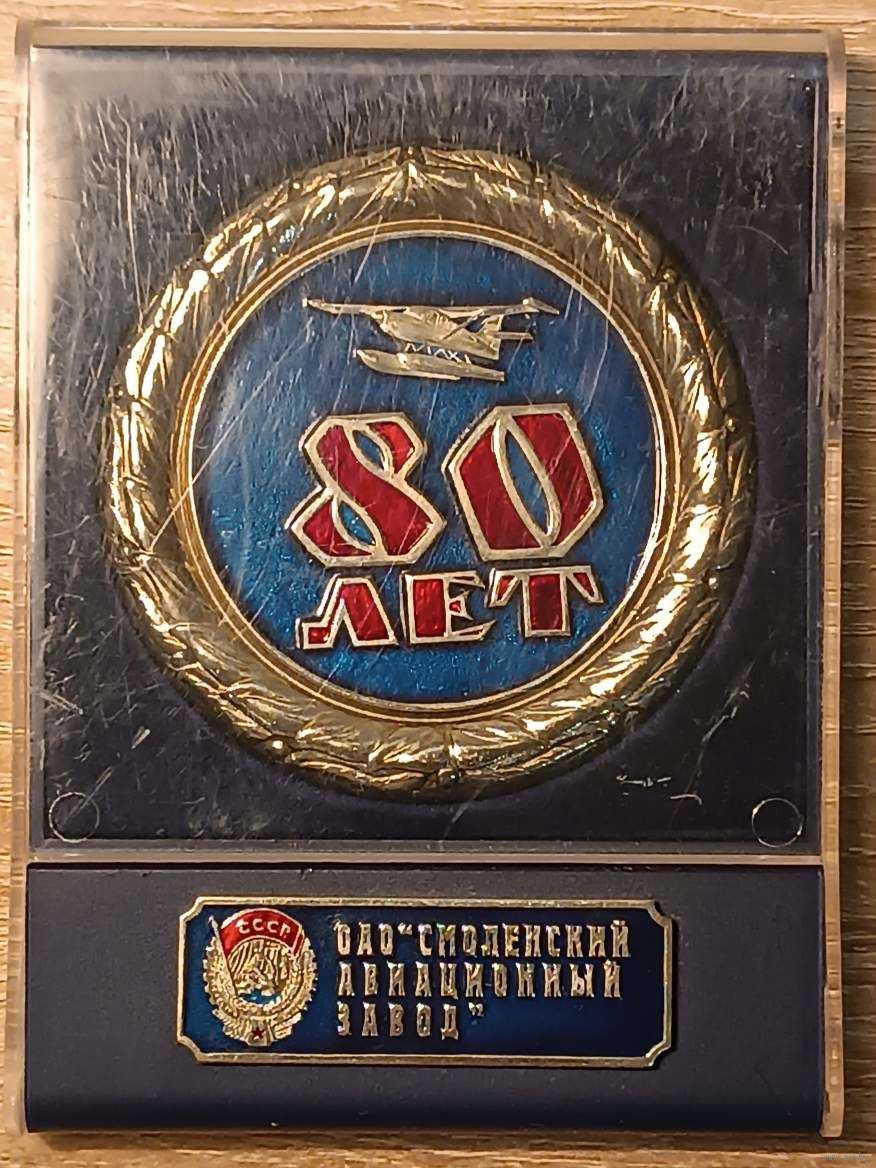 80
ЛЕТ
СССР
ОАО "СМОЛЕНСКИЙ
АВИАЦИОННЫЙ
ЗАВОД"